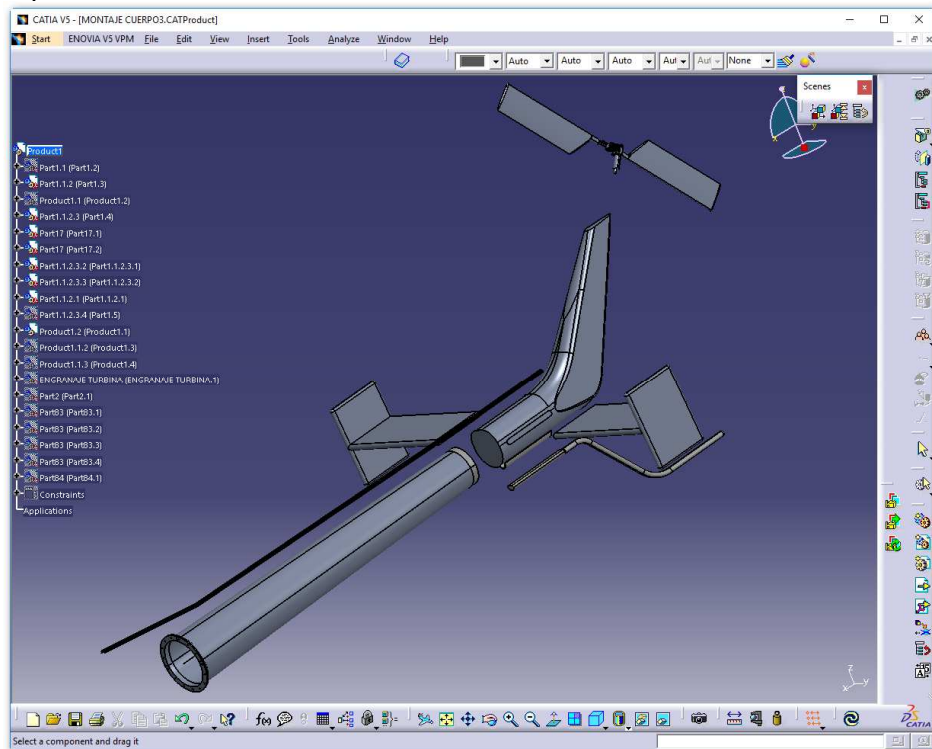 CATIA V5 - [MONTAJE CUERPO3.CATProduct]
Start ENOVIA V5 VPM File Edit View Insert Tools Analyze Window Help
Auto Auto Auto Aut Aut None
Scenes
Product1
Part1.1 (Part1.2)
Part1.1.2 (Part1.3)
Product1.1 (Product1.2)
Part1.1.2.3 (Part1.4)
Part17 (Part17.1)
Part17 (Part17.2)
Part1.1.2.3.2 (Part1.1.2.3.1)
Part1.1.2.3.3 (Part1.1.2.3.2)
Part1.1.2.1 (Part1.1.2.1)
Part1.1.2.3.4 (Part1.5)
Product1.2 (Product1.1)
Product1.1.2 (Product1.3)
Product1.1.3 (Product1.4)
ENGRANAJE TURBINA (ENGRANAJE TURBINA.1)
Part2 (Part2.1)
Part83 (Part83.1)
Part83 (Part83.2)
Part83 (Part83.3)
Part83 (Part83.4)
Part84 (Part84.1)
Constraints
Applications
z
x y
f(x)
CATIA
Select a component and drag it